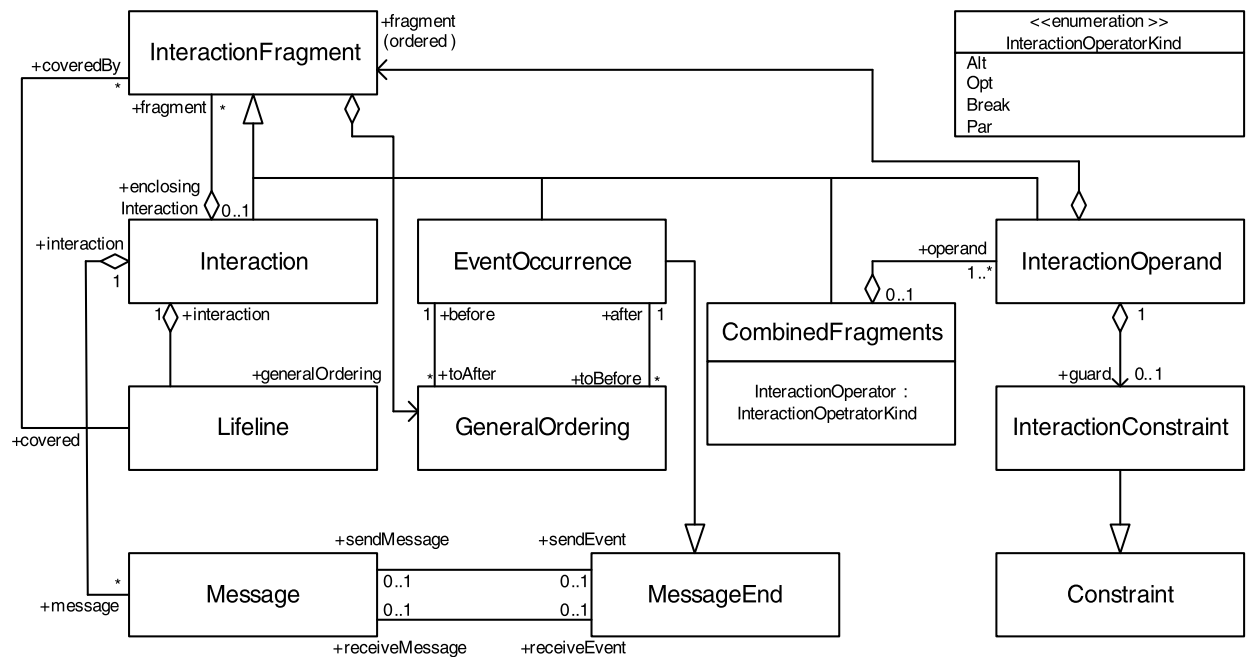 +fragment
(ordered )
InteractionFragment
<<enumeration >>
InteractionOperatorKind
Alt
Opt
Break
Par
+coveredBy
*
+fragment *
+enclosing
Interaction 0..1
+interaction
1
Interaction
EventOccurrence
+operand
1..*
0..1
InteractionOperand
1 +interaction
1 +before
+after 1
1
CombinedFragments
InteractionOperator :
InteractionOpetratorKind
+generalOrdering
* +toAfter
+toBefore *
+guard 0..1
Lifeline
GeneralOrdering
InteractionConstraint
+covered
+sendMessage
+sendEvent
0..1 0..1
*
+message
Message
MessageEnd
Constraint
0..1 0..1
+receiveMessage
+receiveEvent